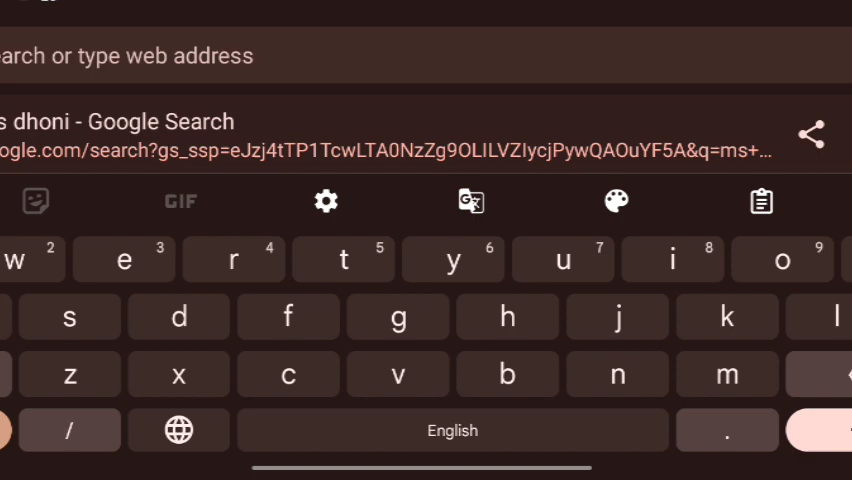 earch or type web address
s dhoni - Google Search
ogle.com/search?gs_ssp=eJzj4tTP1TcwLTA0NzZg9OLILVZIycjPywQAOuYF5A&q=ms+...
GIF
w 2 e 3 r 4 t 5 y 6 u 7 i 8 o 9
s d f g h j k l
z x c v b n m
/ English .